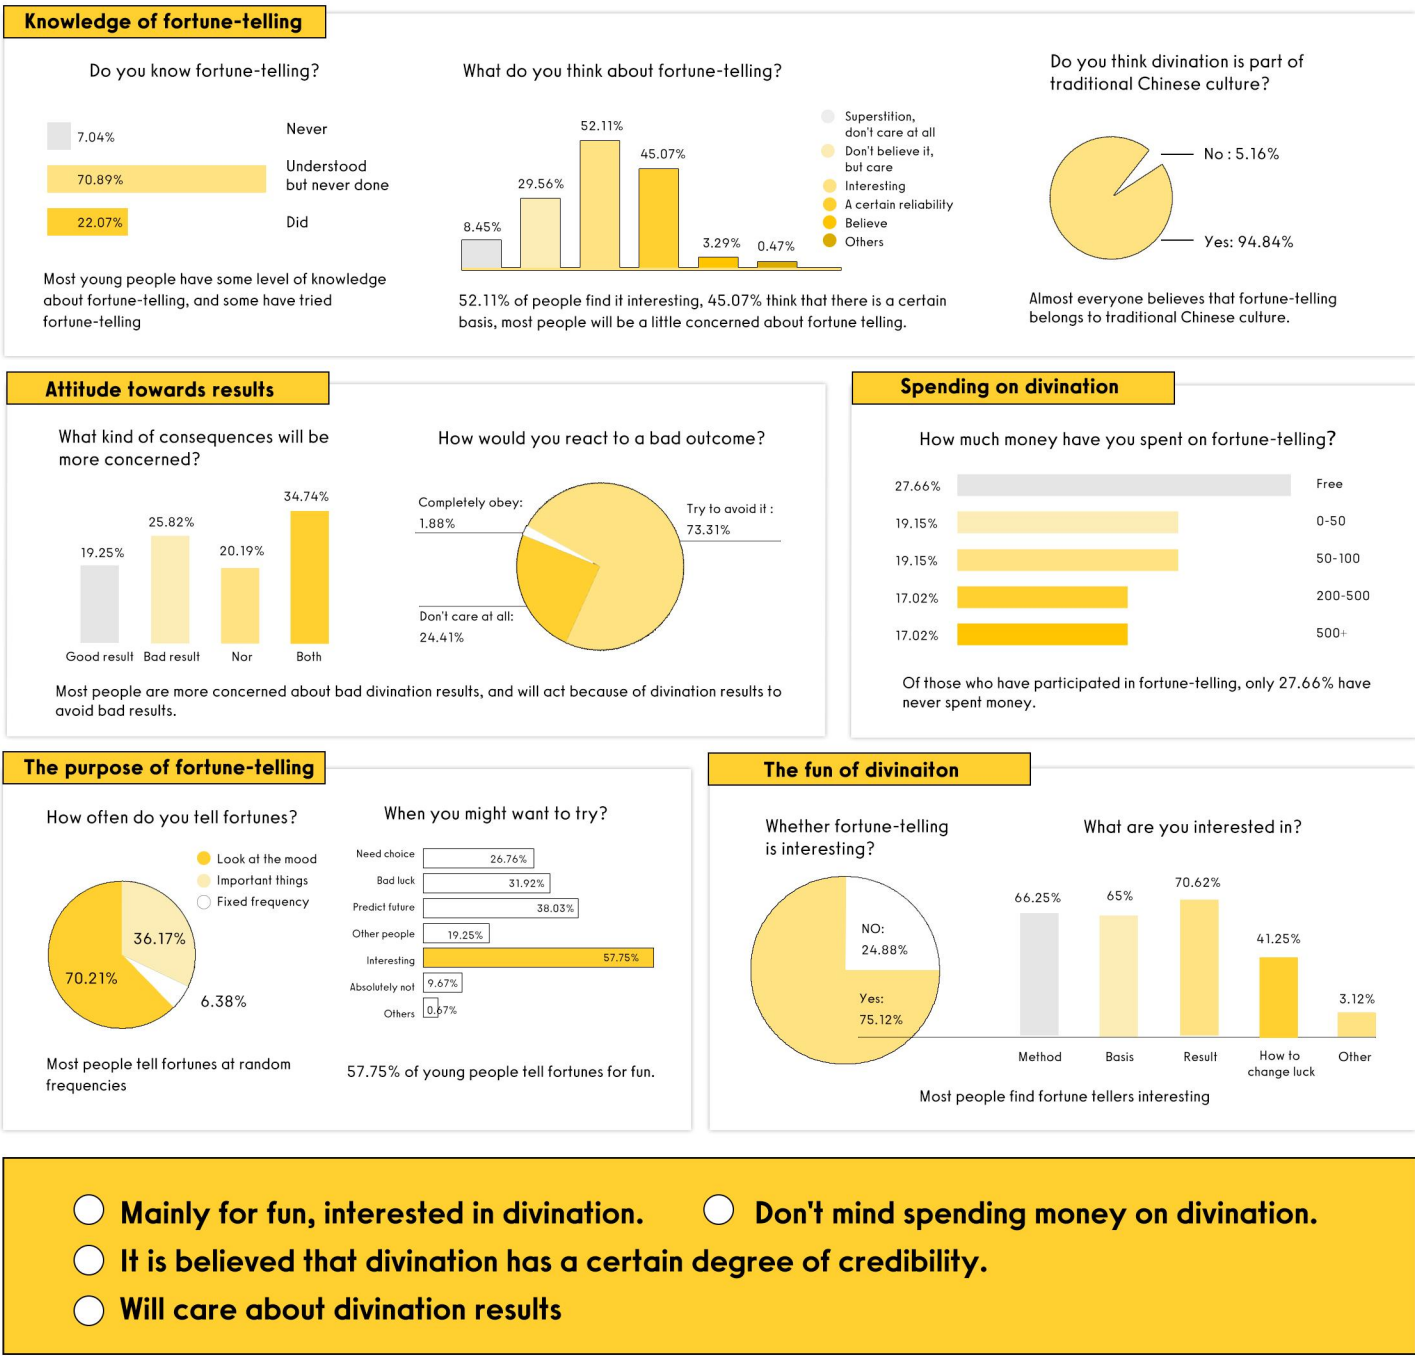 Knowledge of fortune-telling
Do you know fortune-telling?
7.04%
Never
70.89%
Understood
but never done
22.07%
Did
Most young people have some level of knowledge
about fortune-telling, and some have tried
fortune-telling
What do you think about fortune-telling?
8.45%
29.56%
52.11%
45.07%
3.29%
0.47%
Superstition,
don't care at all
Don't believe it,
but care
Interesting
A certain reliability
Believe
Others
52.11% of people find it interesting, 45.07% think that there is a certain
basis, most people will be a little concerned about fortune telling.
Do you think divination is part of
traditional Chinese culture?
No : 5.16%
Yes: 94.84%
Almost everyone believes that fortune-telling
belongs to traditional Chinese culture.
Attitude towards results
What kind of consequences will be
more concerned?
19.25%
25.82%
20.19%
34.74%
Good result
Bad result
Nor
Both
How would you react to a bad outcome?
Completely obey:
1.88%
Try to avoid it :
73.31%
Don't care at all:
24.41%
Most people are more concerned about bad divination results, and will act because of divination results to
avoid bad results.
Spending on divination
How much money have you spent on fortune-telling?
27.66%
Free
19.15%
0-50
19.15%
50-100
17.02%
200-500
17.02%
500+
Of those who have participated in fortune-telling, only 27.66% have
never spent money.
The purpose of fortune-telling
How often do you tell fortunes?
Look at the mood
Important things
Fixed frequency
36.17%
70.21%
6.38%
Most people tell fortunes at random
frequencies
When you might want to try?
Need choice
26.76%
Bad luck
31.92%
Predict future
38.03%
Other people
19.25%
Interesting
57.75%
Absolutely not
9.67%
Others
0.67%
57.75% of young people tell fortunes for fun.
The fun of divinaiton
Whether fortune-telling
is interesting?
NO:
24.88%
Yes:
75.12%
What are you interested in?
66.25%
65%
70.62%
41.25%
3.12%
Method
Basis
Result
How to
change luck
Other
Most people find fortune tellers interesting
Mainly for fun, interested in divination.
Don't mind spending money on divination.
It is believed that divination has a certain degree of credibility.
Will care about divination results